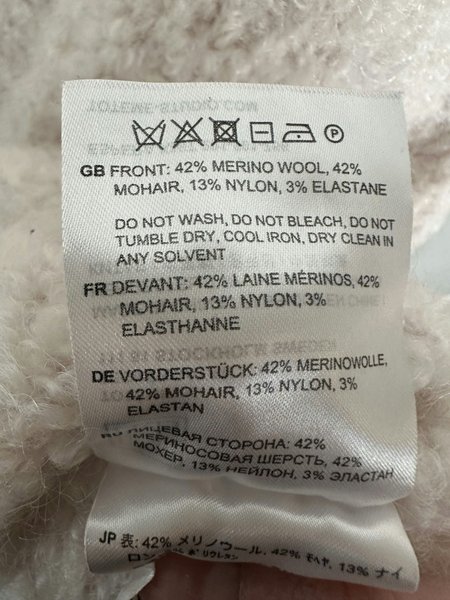 GB FRONT: 42% MERINO WOOL, 42%
MOHAIR, 13% NYLON, 3% ELASTANE
DO NOT WASH, DO NOT BLEACH, DO NOT
TUMBLE DRY, COOL IRON, DRY CLEAN IN
ANY SOLVENT
FR DEVANT: 42% LAINE MÉRINOS, 42%
MOHAIR, 13% NYLON, 3%
ELASTHANNE
DE VORDERSTÜCK: 42% MERINOWOLLE,
42% MOHAIR, 13% NYLON, 3%
ELASTAN
RU ЛИЦЕВАЯ СТОРОНА: 42%
МЕРИНОСОВАЯ ШЕРСТЬ, 42%
МОХЕР, 13% НЕЙЛОН, 3% ЭЛАСТАН
JP 表: 42% メリノウール, 42% モヘヤ, 13% ナイ